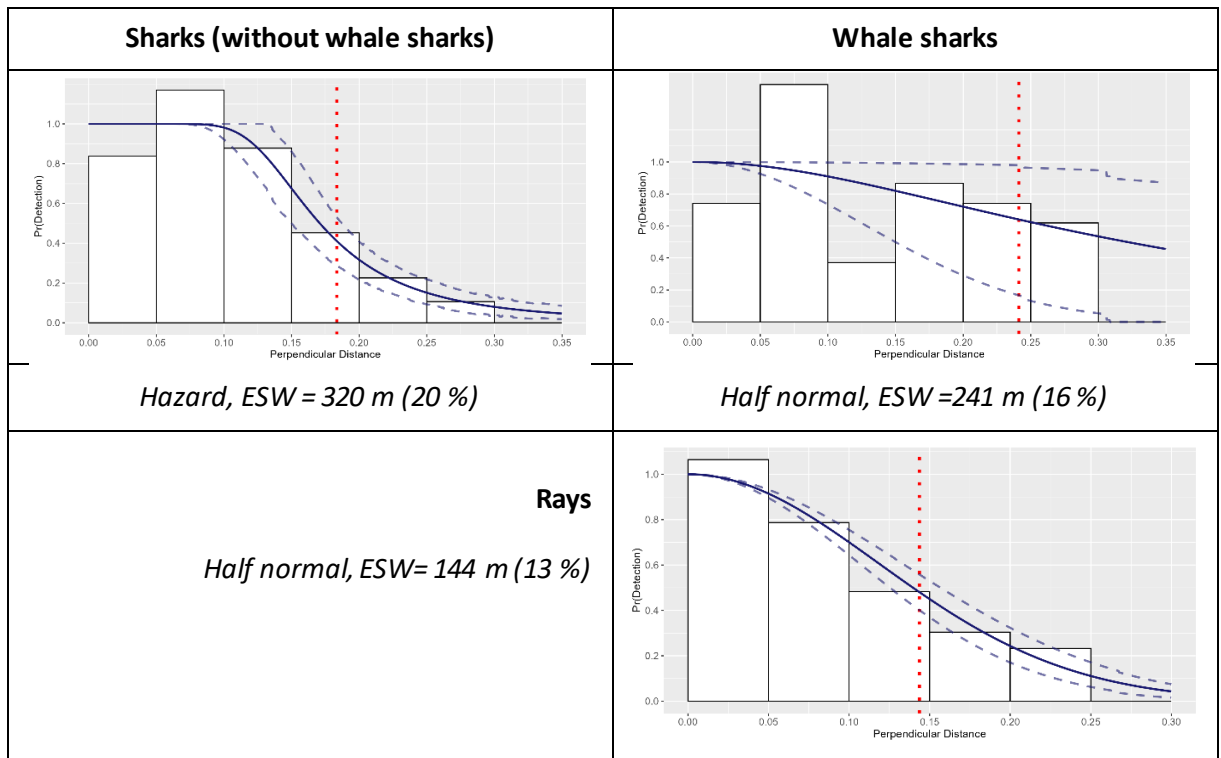 Sharks (without whale sharks)
Whale sharks
Pr(Detection)
1.0
0.8
0.6
0.4
0.2
0.0
0.00 0.05 0.10 0.15 0.20 0.25 0.30 0.35
Perpendicular Distance
Pr(Detection)
1.0
0.8
0.6
0.4
0.2
0.0
0.00 0.05 0.10 0.15 0.20 0.25 0.30 0.35
Perpendicular Distance
Hazard, ESW = 320 m (20 %)
Half normal, ESW =241 m (16 %)
Rays
Half normal, ESW= 144 m (13 %)
Pr(Detection)
1.0
0.8
0.6
0.4
0.2
0.0
0.00 0.05 0.10 0.15 0.20 0.25 0.30
Perpendicular Distance